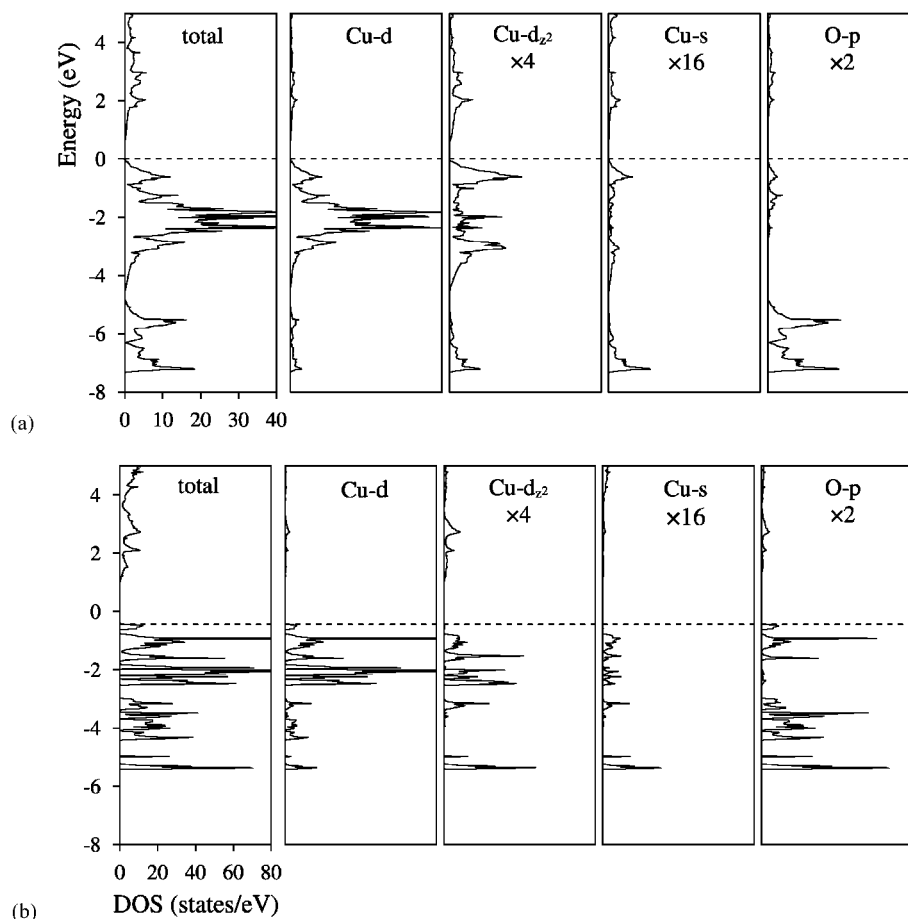 total Cu-d Cu-dz² Cu-s O-p
×4 ×16 ×2
Energy (eV)
4
2
0
-2
-4
-6
-8
0 10 20 30 40
(a)
total Cu-d Cu-dz² Cu-s O-p
×4 ×16 ×2
4
2
0
-2
-4
-6
-8
0 20 40 60 80
DOS (states/eV)
(b)